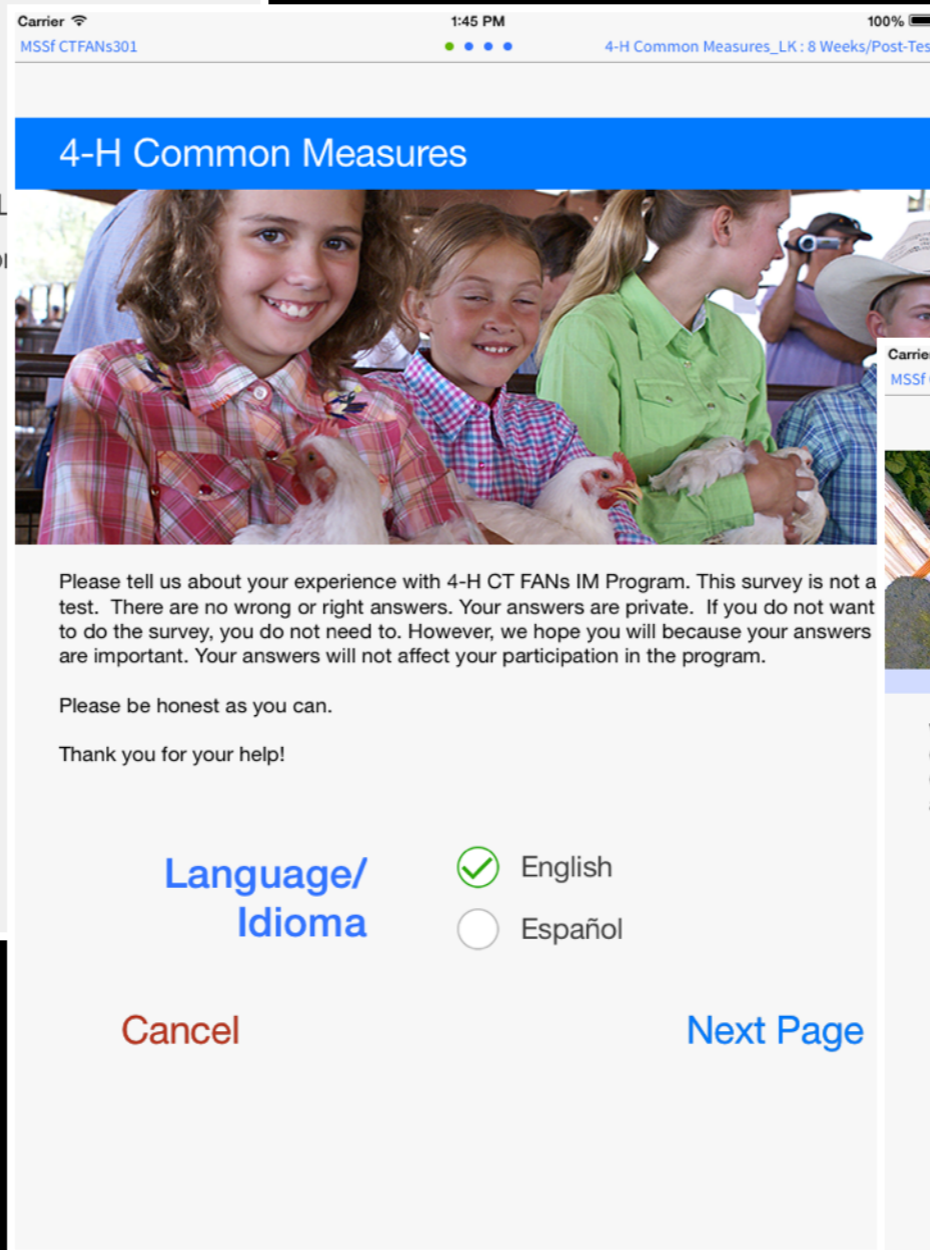 Carrier 1:45 PM 100%
MSSf CTFANs301 4-H Common Measures_LK : 8 Weeks/Post-Tes
4-H Common Measures
Carrie
MSSf
Please tell us about your experience with 4-H CT FANs IM Program. This survey is not a
test.  There are no wrong or right answers. Your answers are private.  If you do not want
to do the survey, you do not need to. However, we hope you will because your answers
are important. Your answers will not affect your participation in the program.
Please be honest as you can.
Thank you for your help!
Language/
Idioma
English
Español
Cancel Next Page